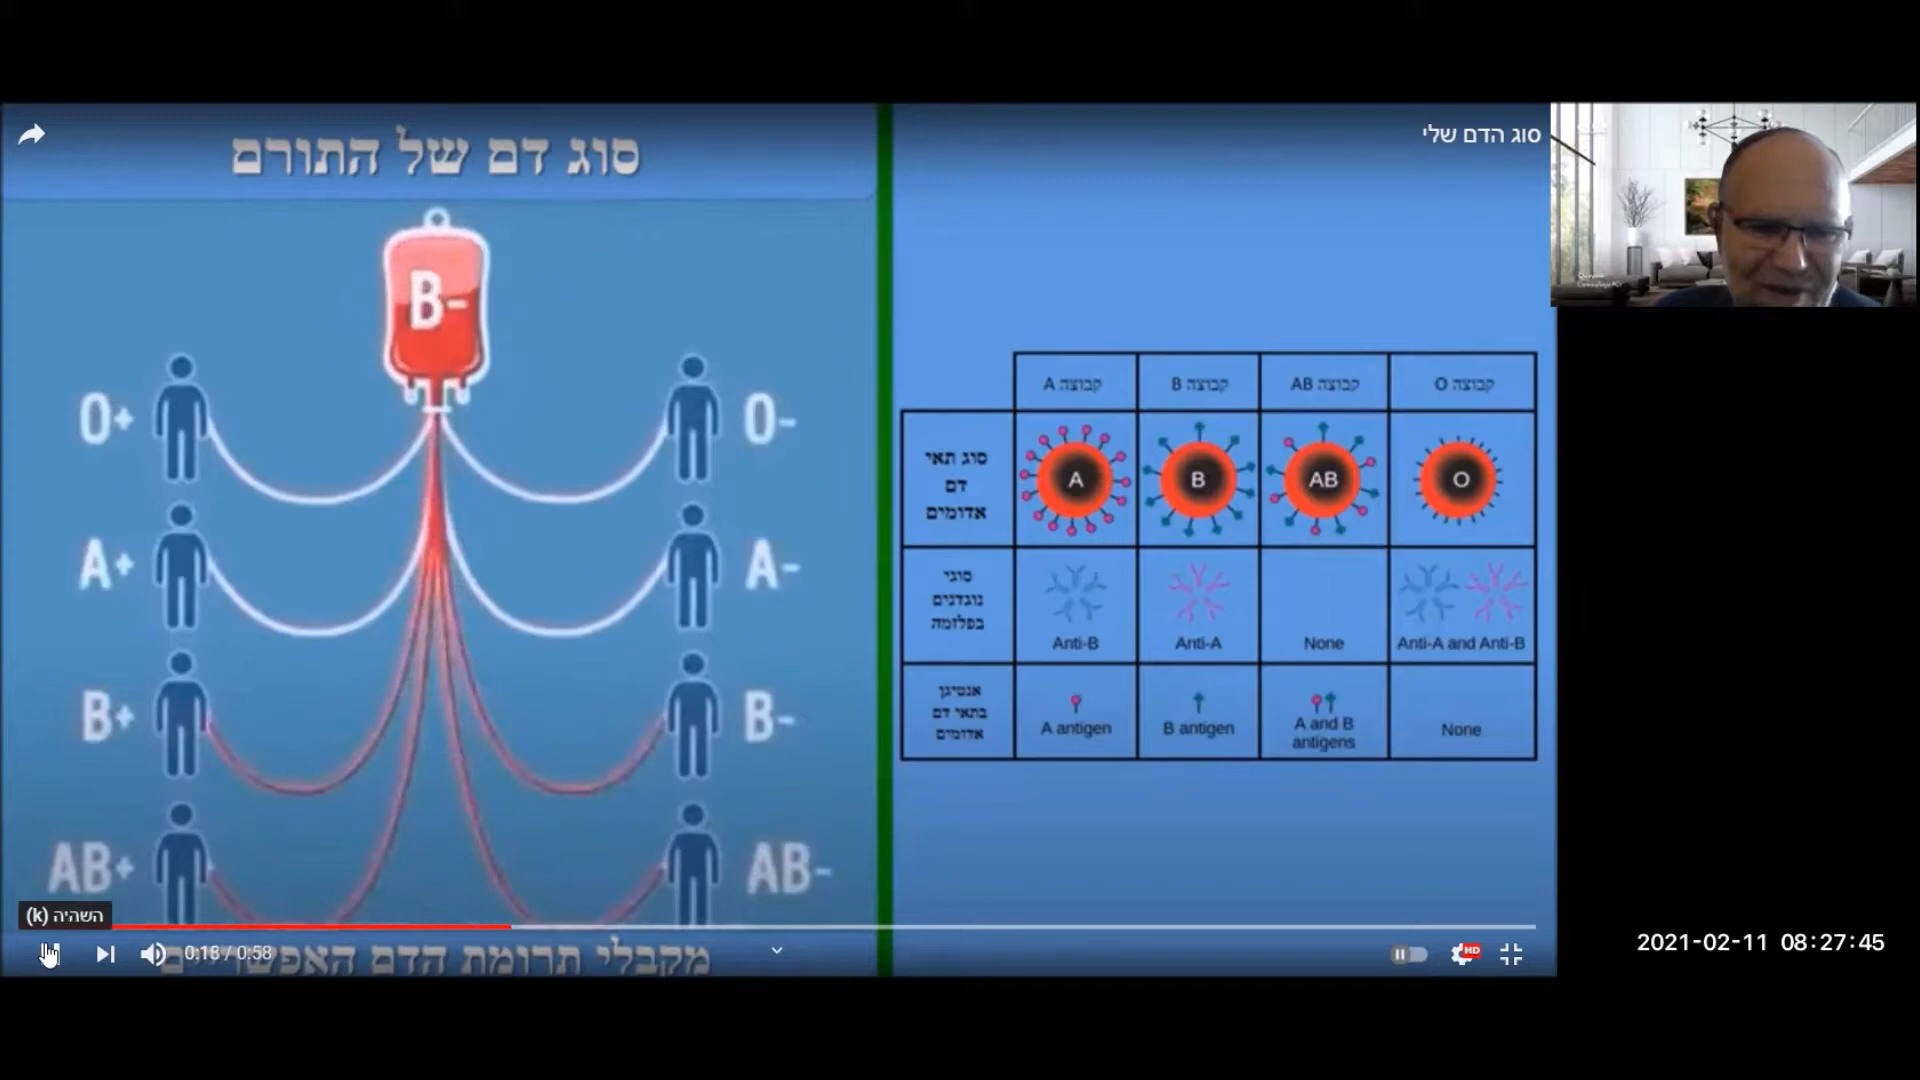 סוג דם של התורם
סוג הדם שלי
B-
O+
O-
A+
A-
B+
B-
AB+
AB-
מקבלי תרומת הדם האפשריים
קבוצה A
קבוצה B
קבוצה AB
קבוצה O
סוג תאי
דם
אדומים
A
B
AB
O
סוגי
נוגדנים
בפלזמה
Anti-B
Anti-A
None
Anti-A and Anti-B
אנטיגן
בתאי דם
אדומים
A antigen
B antigen
A and B
antigens
None
השהיה (k)
0:18 / 0:58
HD
2021-02-11 08:27:45